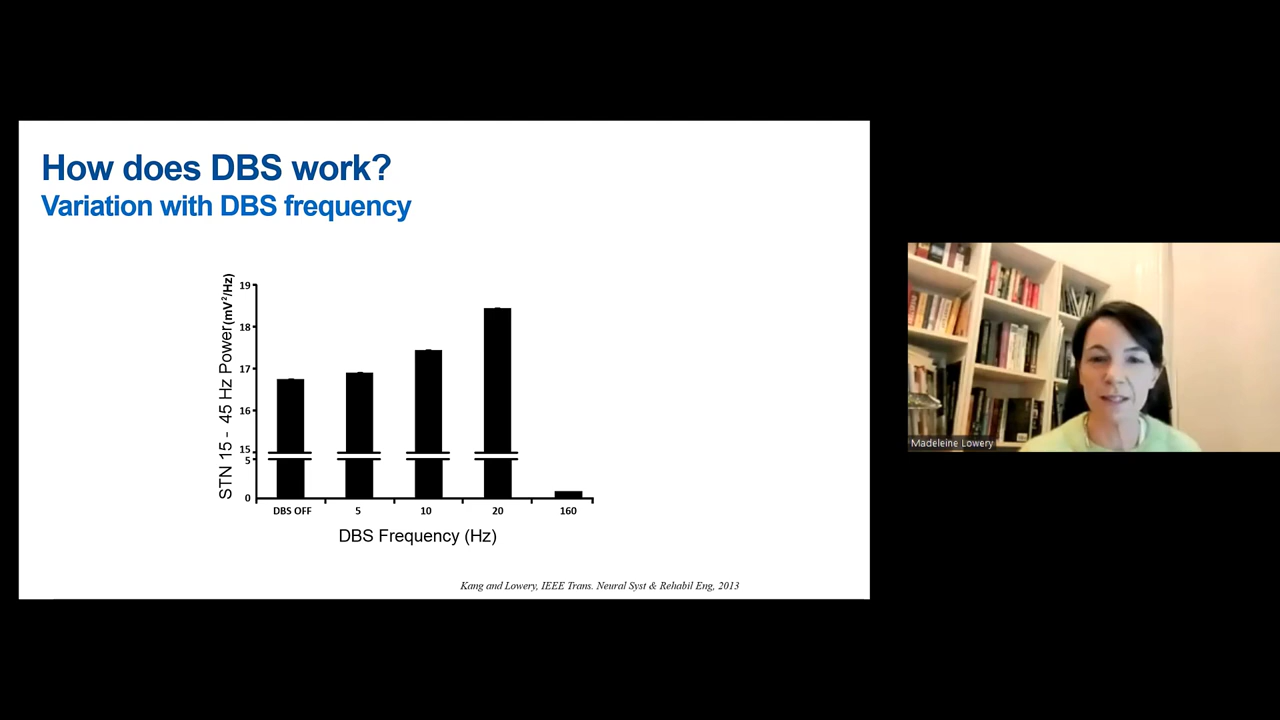 How does DBS work?
Variation with DBS frequency
STN 15 - 45 Hz Power(mV²/Hz)
19
18
17
16
15
5
0
DBS OFF 5 10 20 160
DBS Frequency (Hz)
Kang and Lowery, IEEE Trans. Neural Syst & Rehabil Eng, 2013
Madeleine Lowery